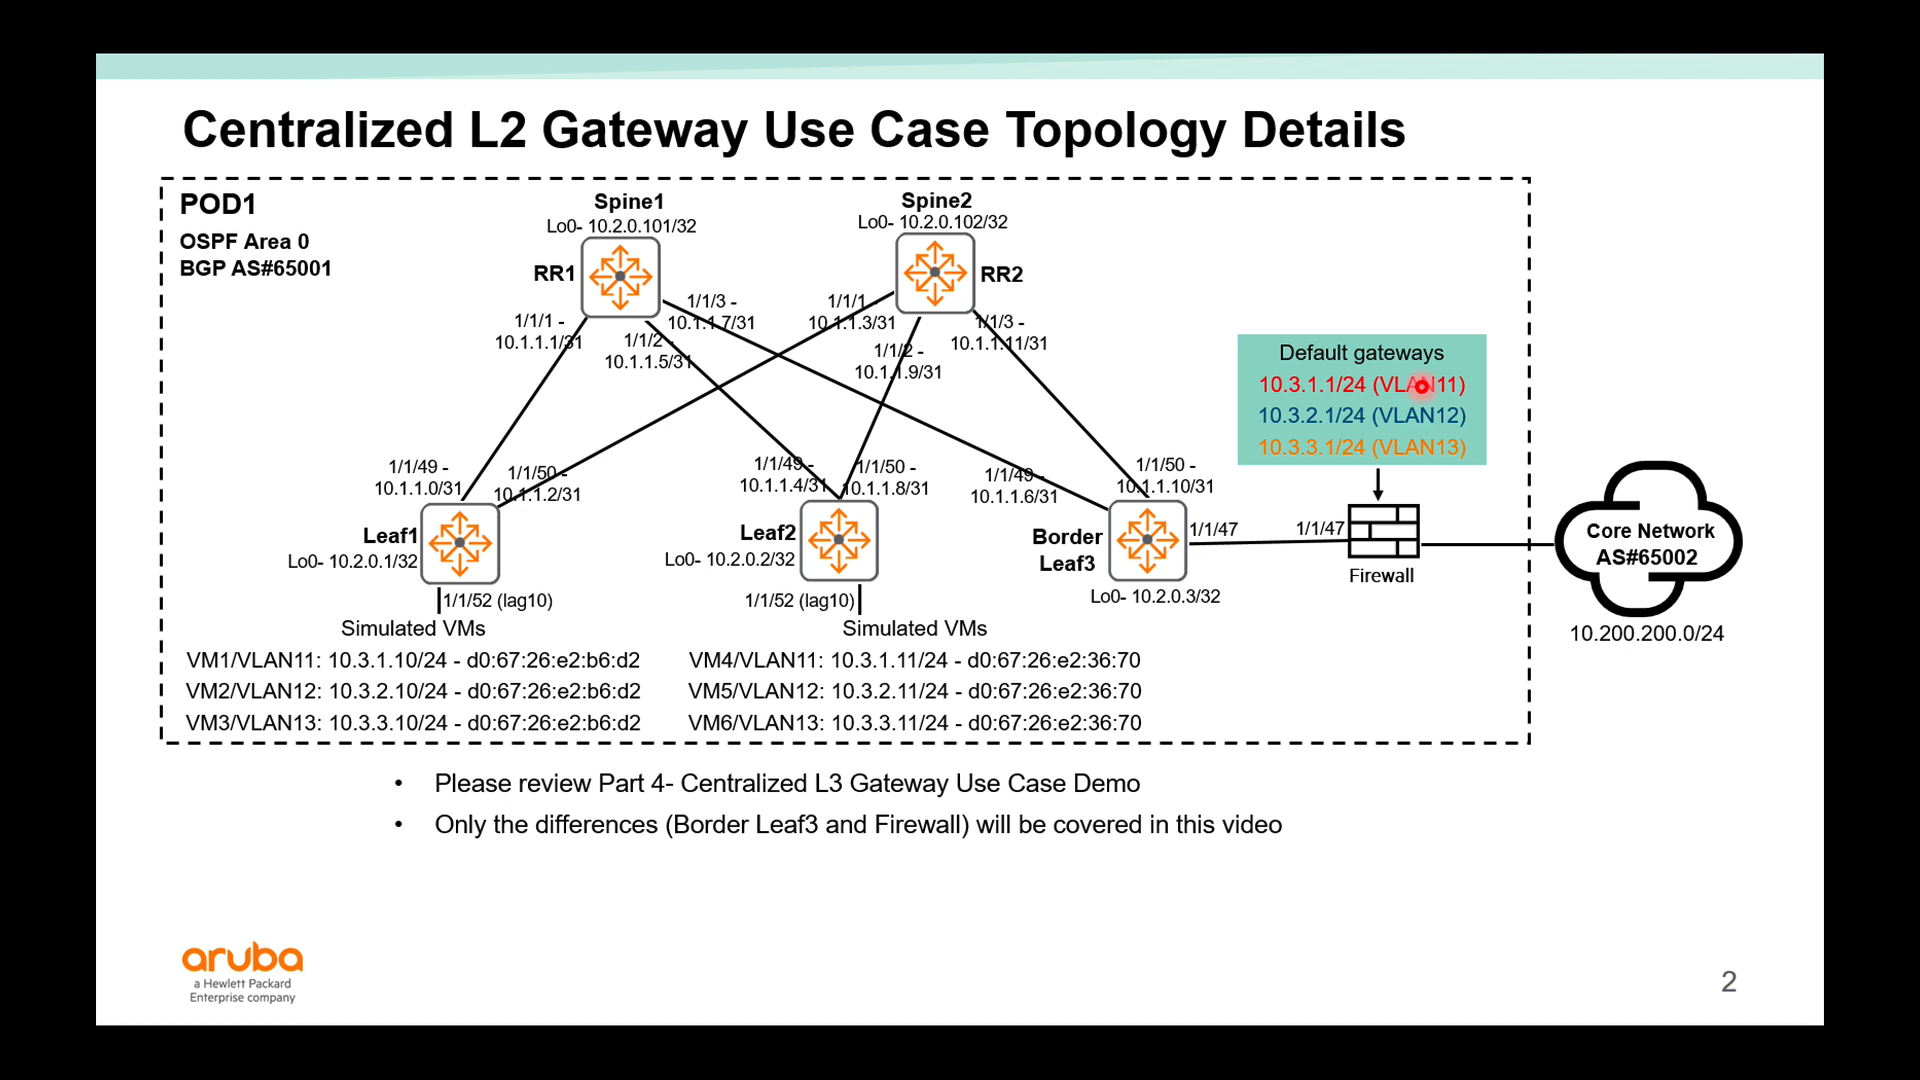 Centralized L2 Gateway Use Case Topology Details
POD1
OSPF Area 0
BGP AS#65001
Spine1
Lo0- 10.2.0.101/32
RR1
Spine2
Lo0- 10.2.0.102/32
RR2
1/1/1 -
10.1.1.1/31
1/1/2 -
10.1.1.5/31
1/1/3 -
10.1.1.7/31
1/1/1 -
10.1.1.3/31
1/1/2 -
10.1.1.9/31
1/1/3 -
10.1.1.11/31
Default gateways
10.3.1.1/24 (VLAN11)
10.3.2.1/24 (VLAN12)
10.3.3.1/24 (VLAN13)
1/1/49 -
10.1.1.0/31
1/1/50 -
10.1.1.2/31
1/1/49 -
10.1.1.4/31
1/1/50 -
10.1.1.8/31
1/1/49 -
10.1.1.6/31
1/1/50 -
10.1.1.10/31
Leaf1
Lo0- 10.2.0.1/32
Leaf2
Lo0- 10.2.0.2/32
Border
Leaf3
Lo0- 10.2.0.3/32
1/1/47
1/1/47
Firewall
Core Network
AS#65002
10.200.200.0/24
1/1/52 (lag10)
1/1/52 (lag10)
Simulated VMs
VM1/VLAN11: 10.3.1.10/24 - d0:67:26:e2:b6:d2
VM2/VLAN12: 10.3.2.10/24 - d0:67:26:e2:b6:d2
VM3/VLAN13: 10.3.3.10/24 - d0:67:26:e2:b6:d2
Simulated VMs
VM4/VLAN11: 10.3.1.11/24 - d0:67:26:e2:36:70
VM5/VLAN12: 10.3.2.11/24 - d0:67:26:e2:36:70
VM6/VLAN13: 10.3.3.11/24 - d0:67:26:e2:36:70
• Please review Part 4- Centralized L3 Gateway Use Case Demo
• Only the differences (Border Leaf3 and Firewall) will be covered in this video
aruba
a Hewlett Packard
Enterprise company
2